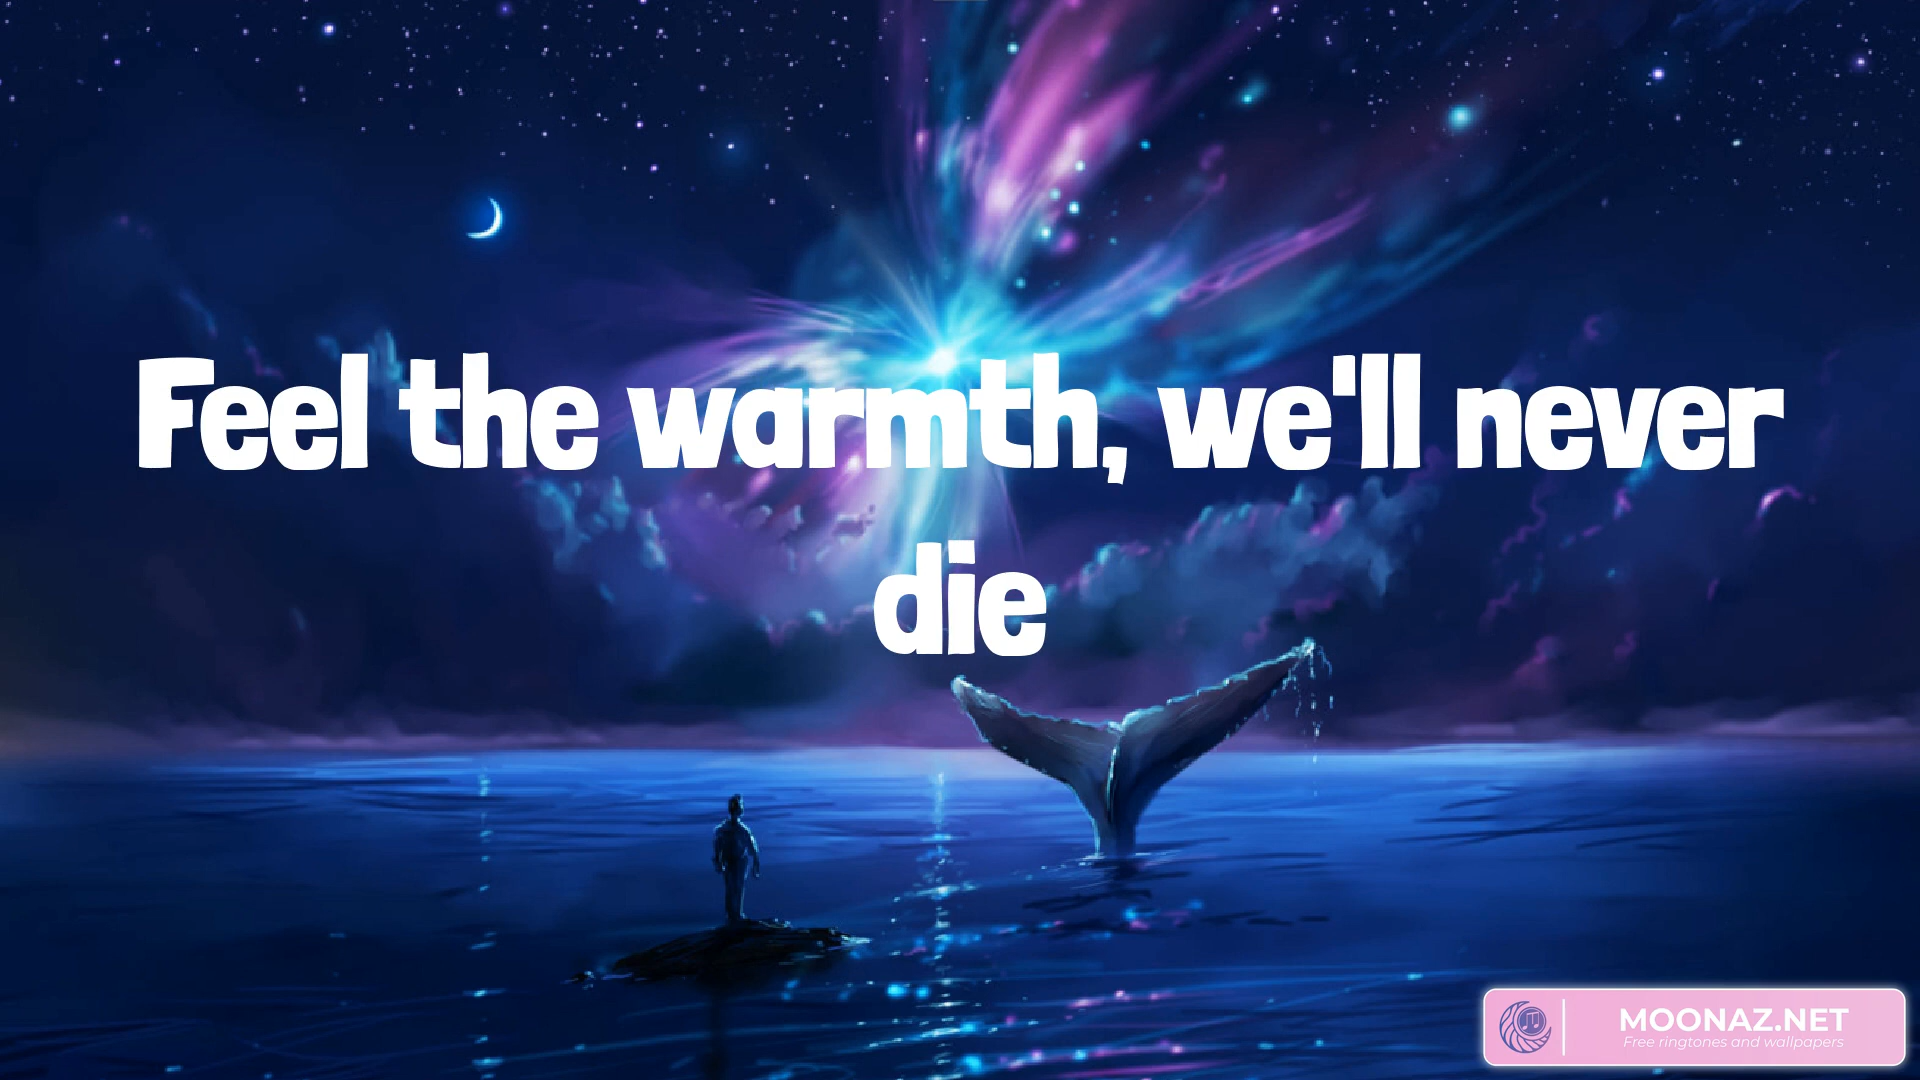 Feel the warmth, we'll never
die
MOONAZ.NET
Free ringtones and wallpapers